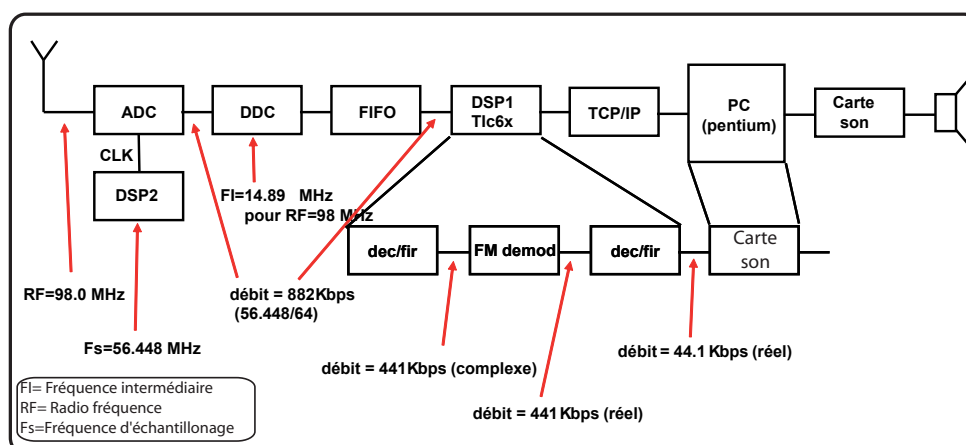 ADC
DDC
FIFO
DSP1
Tlc6x
TCP/IP
PC
(pentium)
Carte
son
CLK
DSP2
FI=14.89 MHz
pour RF=98 MHz
dec/fir
FM demod
dec/fir
Carte
son
RF=98.0 MHz
débit = 882Kbps
(56.448/64)
Fs=56.448 MHz
débit = 441Kbps (complexe)
débit = 44.1 Kbps (réel)
débit = 441 Kbps (réel)
FI= Fréquence intermédiaire
RF= Radio fréquence
Fs=Fréquence d'échantillonage